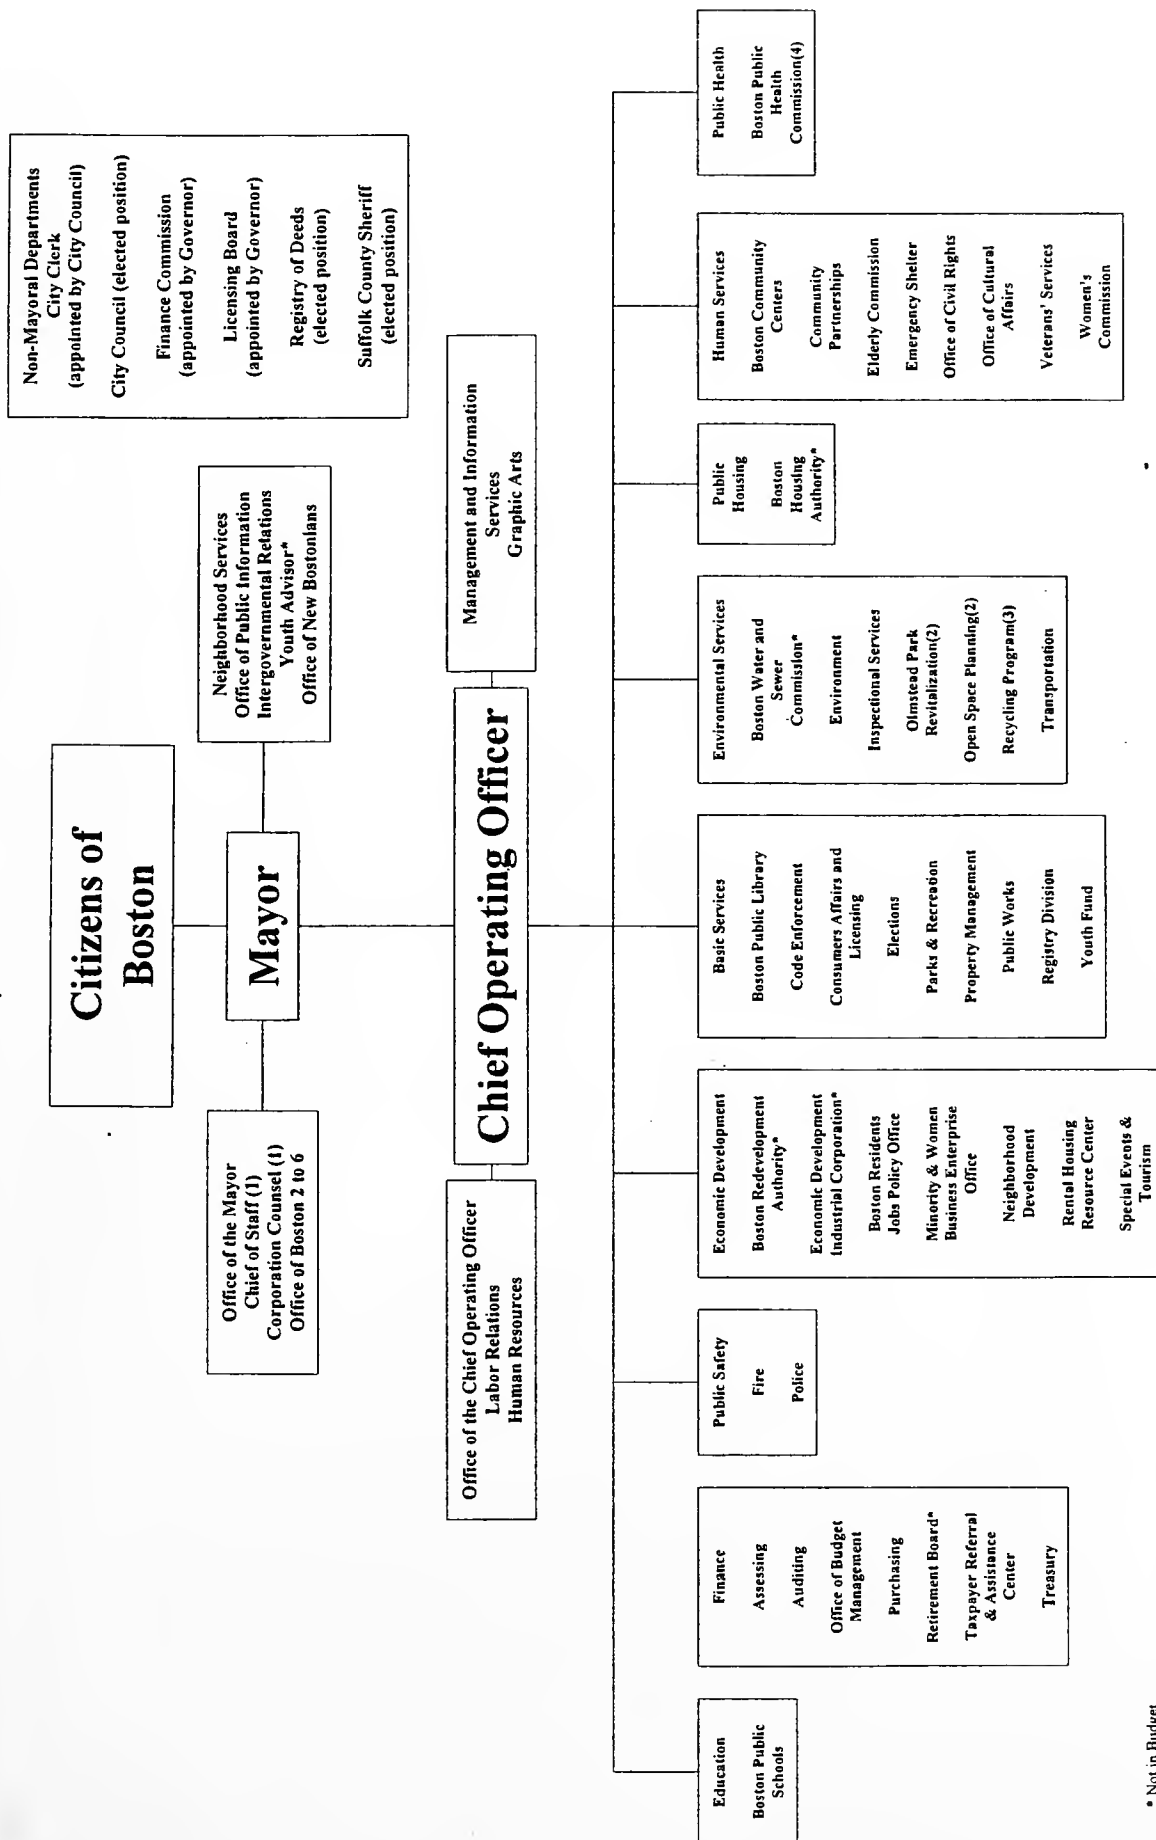 Citizens of
Boston
Non-Mayoral Departments
City Clerk
(appointed by City Council)
City Council (elected position)
Finance Commission
(appointed by Governor)
Licensing Board
(appointed by Governor)
Registry of Deeds
(elected position)
Suffolk County Sheriff
(elected position)
Office of the Mayor
Chief of Staff (1)
Corporation Counsel (1)
Office of Boston 2 to 6
Mayor
Neighborhood Services
Office of Public Information
Intergovernmental Relations
Youth Advisor*
Office of New Bostonians
Office of the Chief Operating Officer
Labor Relations
Human Resources
Chief Operating Officer
Management and Information
Services
Graphic Arts
Education
Boston Public
Schools
Finance
Assessing
Auditing
Office of Budget
Management
Purchasing
Retirement Board*
Taxpayer Referral
& Assistance
Center
Treasury
Public Safety
Fire
Police
Economic Development
Boston Redevelopment
Authority*
Economic Development
Industrial Corporation*
Boston Residents
Jobs Policy Office
Minority & Women
Business Enterprise
Office
Neighborhood
Development
Rental Housing
Resource Center
Special Events &
Tourism
Basic Services
Boston Public Library
Code Enforcement
Consumers Affairs and
Licensing
Elections
Parks & Recreation
Property Management
Public Works
Registry Division
Youth Fund
Environmental Services
Boston Water and
Sewer
Commission*
Environment
Inspectional Services
Olmstead Park
Revitalization(2)
Open Space Planning(2)
Recycling Program(3)
Transportation
Public
Housing
Boston
Housing
Authority*
Human Services
Boston Community
Centers
Community
Partnerships
Elderly Commission
Emergency Shelter
Office of Civil Rights
Office of Cultural
Affairs
Veterans' Services
Women's
Commission
Public Health
Boston Public
Health
Commission(4)
* Not in Budget